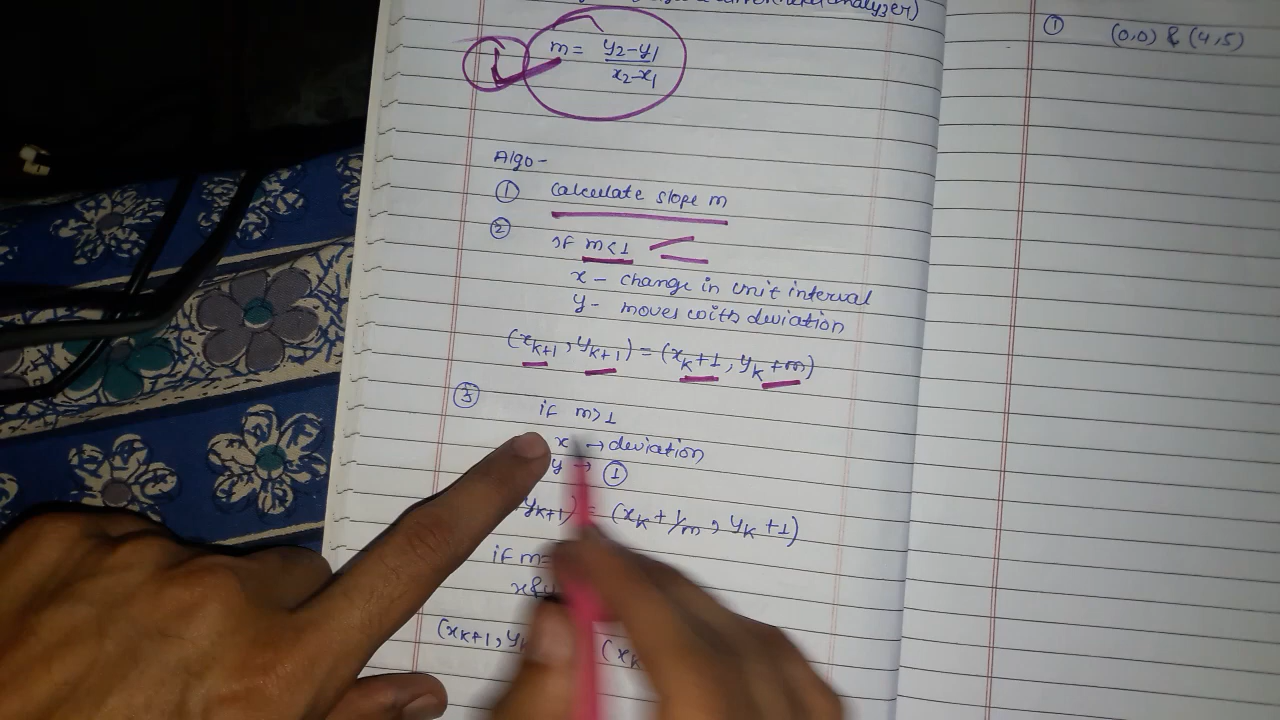 Analyzer)
m = y2-y1
x2-x1
Algo-
① calculate slope m
②
if m<1
x - change in unit interval
y - moves with deviation
(xk+1, yk+1) = (xk+1, yk+m)
③ if m>1
x → deviation
y → ①
yk+1) = (xk+1/m, yk+1)
if m=
x&y
(xk+1, yk
(xk
① (0,0) & (4,5)